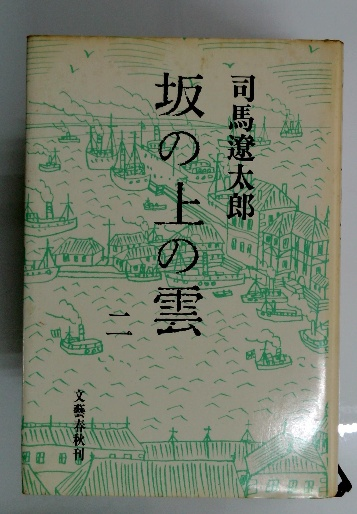 司馬遼太郎
坂の上の雲
二
文藝春秋刊